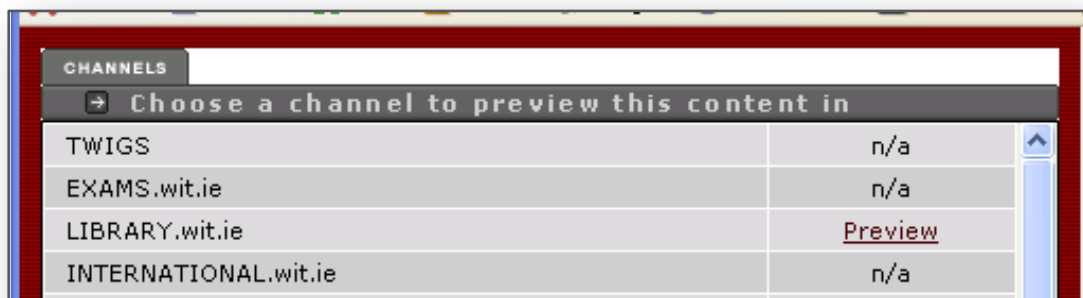 CHANNELS
Choose a channel to preview this content in
TWIGS n/a
EXAMS.wit.ie n/a
LIBRARY.wit.ie Preview
INTERNATIONAL.wit.ie n/a